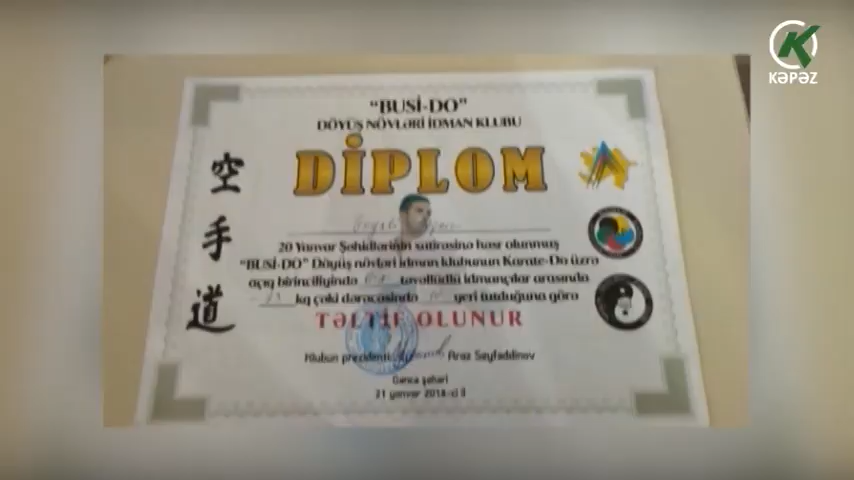 KəPəZ
"BUSİ-DO"
DÖYÜŞ NÖVLƏRİ İDMAN KLUBU
DİPLOM
空
手
道
20 Yanvar Şəhidlərinin xatirəsinə həsr olunmuş
"BUSİ-DO" Döyüş növləri idman klubunun Karate-Do üzrə
açıq birinciliyində təvəllüdlü idmançılar arasında
kq çəki dərəcəsində yeri tutduğuna görə
TƏLTİF OLUNUR
Klubun prezidenti: Araz Seyfəddinov
Gəncə şəhəri
21 yanvar 2018-ci il